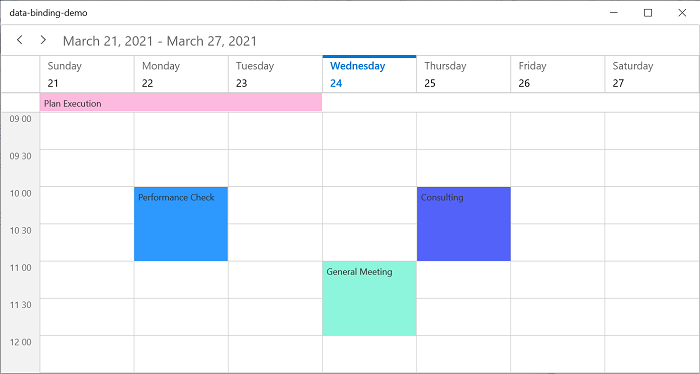 data-binding-demo
March 21, 2021 - March 27, 2021
Sunday Monday Tuesday Wednesday Thursday Friday Saturday
21 22 23 24 25 26 27
Plan Execution
09 00
09 30
10 00 Performance Check Consulting
10 30
11 00 General Meeting
11 30
12 00